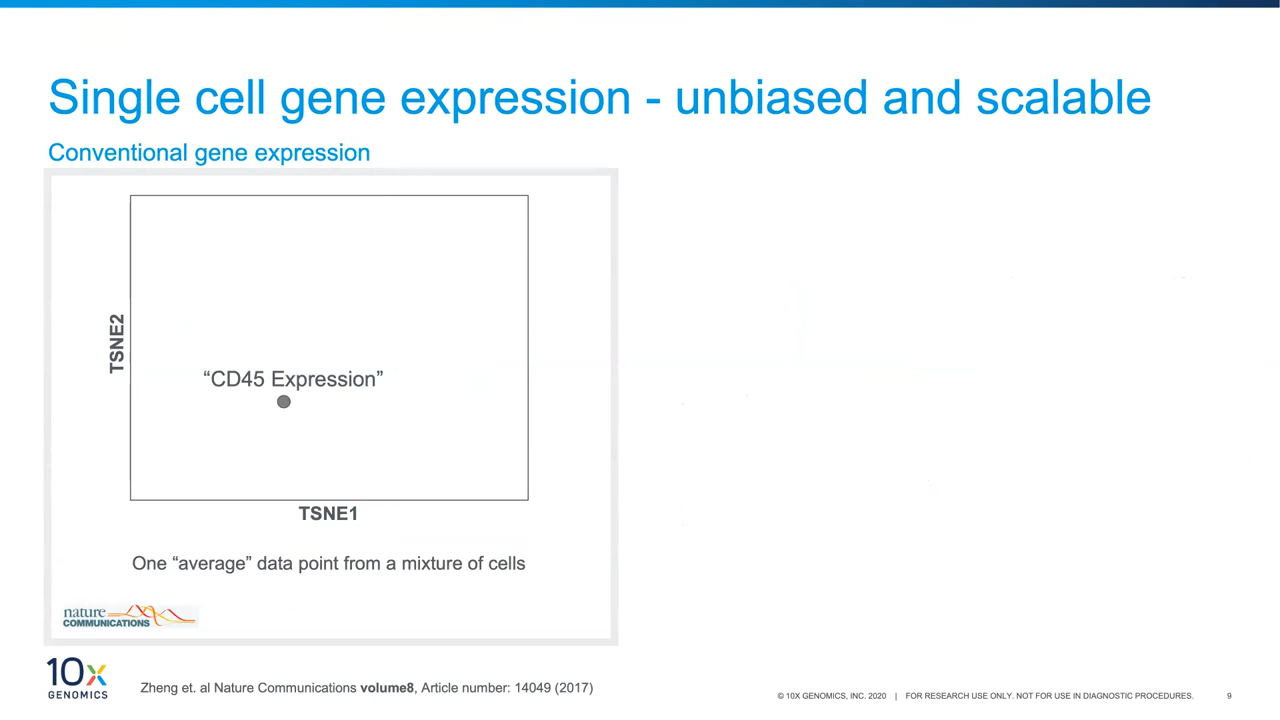 Single cell gene expression - unbiased and scalable
Conventional gene expression
TSNE2
“CD45 Expression”
TSNE1
One “average” data point from a mixture of cells
nature
COMMUNICATIONS
10x
GENOMICS
Zheng et. al Nature Communications volume8, Article number: 14049 (2017)
© 10X GENOMICS, INC. 2020 | FOR RESEARCH USE ONLY. NOT FOR USE IN DIAGNOSTIC PROCEDURES. 9